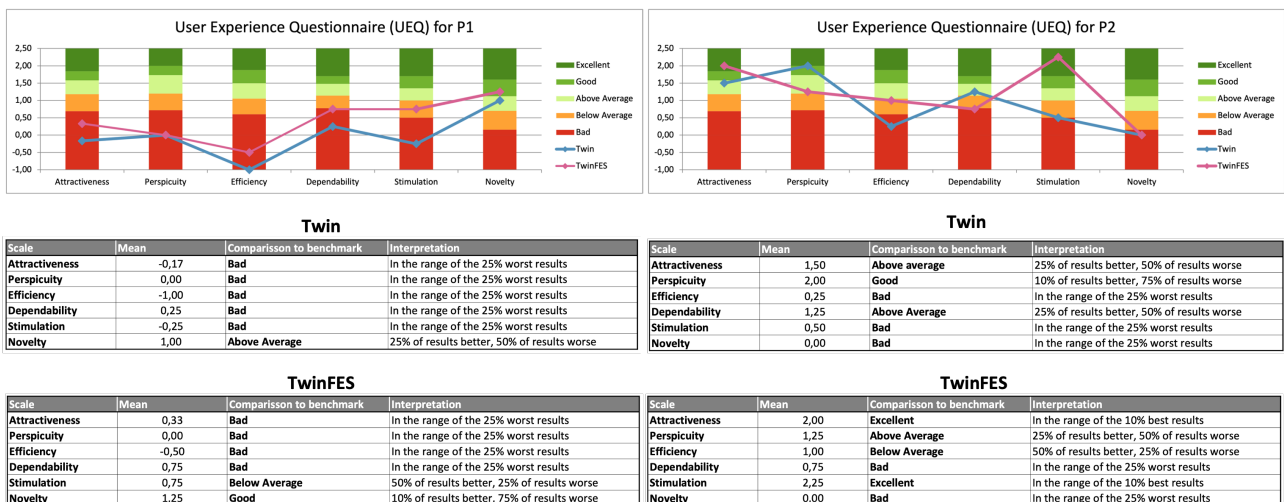 User Experience Questionnaire (UEQ) for P1
2,50
2,00
1,50
1,00
0,50
0,00
-0,50
-1,00
Attractiveness Perspicuity Efficiency Dependability Stimulation Novelty
Excellent
Good
Above Average
Below Average
Bad
Twin
TwinFES
User Experience Questionnaire (UEQ) for P2
2,50
2,00
1,50
1,00
0,50
0,00
-0,50
-1,00
Attractiveness Perspicuity Efficiency Dependability Stimulation Novelty
Excellent
Good
Above Average
Below Average
Bad
Twin
TwinFES
Twin
Scale Mean Comparisson to benchmark Interpretation
Attractiveness -0,17 Bad In the range of the 25% worst results
Perspicuity 0,00 Bad In the range of the 25% worst results
Efficiency -1,00 Bad In the range of the 25% worst results
Dependability 0,25 Bad In the range of the 25% worst results
Stimulation -0,25 Bad In the range of the 25% worst results
Novelty 1,00 Above Average 25% of results better, 50% of results worse
Twin
Scale Mean Comparisson to benchmark Interpretation
Attractiveness 1,50 Above average 25% of results better, 50% of results worse
Perspicuity 2,00 Good 10% of results better, 75% of results worse
Efficiency 0,25 Bad In the range of the 25% worst results
Dependability 1,25 Above Average 25% of results better, 50% of results worse
Stimulation 0,50 Bad In the range of the 25% worst results
Novelty 0,00 Bad In the range of the 25% worst results
TwinFES
Scale Mean Comparisson to benchmark Interpretation
Attractiveness 0,33 Bad In the range of the 25% worst results
Perspicuity 0,00 Bad In the range of the 25% worst results
Efficiency -0,50 Bad In the range of the 25% worst results
Dependability 0,75 Bad In the range of the 25% worst results
Stimulation 0,75 Below Average 50% of results better, 25% of results worse
Novelty 1,25 Good 10% of results better, 75% of results worse
TwinFES
Scale Mean Comparisson to benchmark Interpretation
Attractiveness 2,00 Excellent In the range of the 10% best results
Perspicuity 1,25 Above Average 25% of results better, 50% of results worse
Efficiency 1,00 Below Average 50% of results better, 25% of results worse
Dependability 0,75 Bad In the range of the 25% worst results
Stimulation 2,25 Excellent In the range of the 10% best results
Novelty 0,00 Bad In the range of the 25% worst results